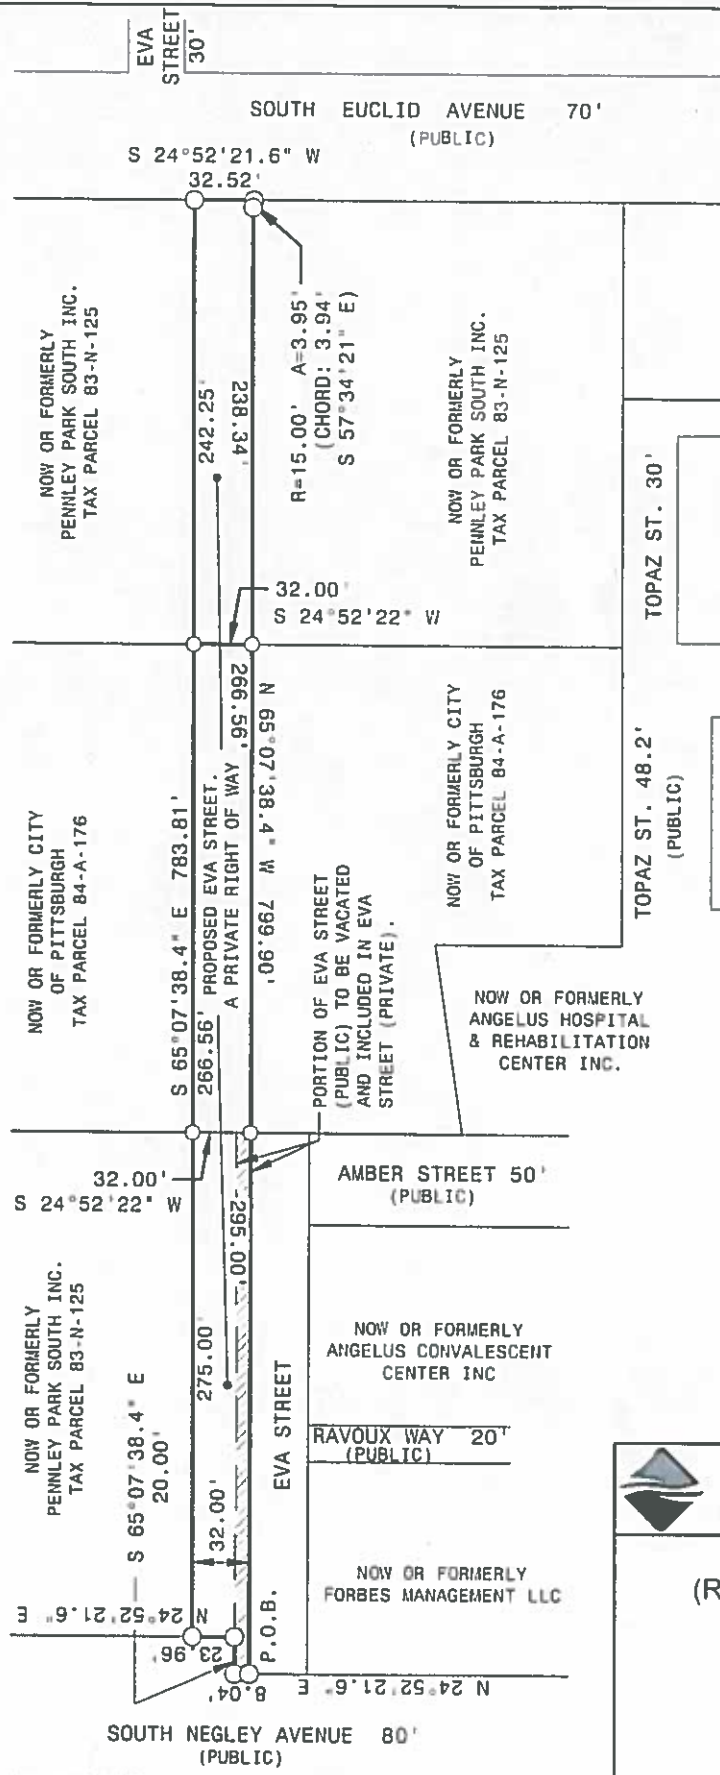 EVA
STREET
30'
SOUTH EUCLID AVENUE 70'
(PUBLIC)
S 24°52'21.6" W
32.52'
NOW OR FORMERLY
PENNLEY PARK SOUTH INC.
TAX PARCEL 83-N-125
242.25'
238.34'
R=15.00' A=3.95'
(CHORD: 3.94'
S 57°34'21" E)
NOW OR FORMERLY
PENNLEY PARK SOUTH INC.
TAX PARCEL 83-N-125
TOPAZ ST. 30'
32.00'
S 24°52'22" W
NOW OR FORMERLY CITY
OF PITTSBURGH
TAX PARCEL 84-A-176
S 65°07'38.4" E 783.81'
266.56'
PROPOSED EVA STREET.
A PRIVATE RIGHT OF WAY
266.56'
N 65°07'38.4" W 799.90'
PORTION OF EVA STREET
(PUBLIC) TO BE VACATED
AND INCLUDED IN EVA
STREET (PRIVATE).
NOW OR FORMERLY CITY
OF PITTSBURGH
TAX PARCEL 84-A-176
TOPAZ ST. 48.2'
(PUBLIC)
NOW OR FORMERLY
ANGELUS HOSPITAL
& REHABILITATION
CENTER INC.
32.00'
S 24°52'22" W
AMBER STREET 50'
(PUBLIC)
295.00'
NOW OR FORMERLY
PENNLEY PARK SOUTH INC.
TAX PARCEL 83-N-125
S 65°07'38.4" E
20.00'
275.00'
32.00'
EVA STREET
NOW OR FORMERLY
ANGELUS CONVALESCENT
CENTER INC
RAVOUX WAY 20'
(PUBLIC)
NOW OR FORMERLY
FORBES MANAGEMENT LLC
(R
N 24°52'21.6" E
23.96'
P.O.B.
8.04'
N 24°52'21.6" E
SOUTH NEGLEY AVENUE 80'
(PUBLIC)